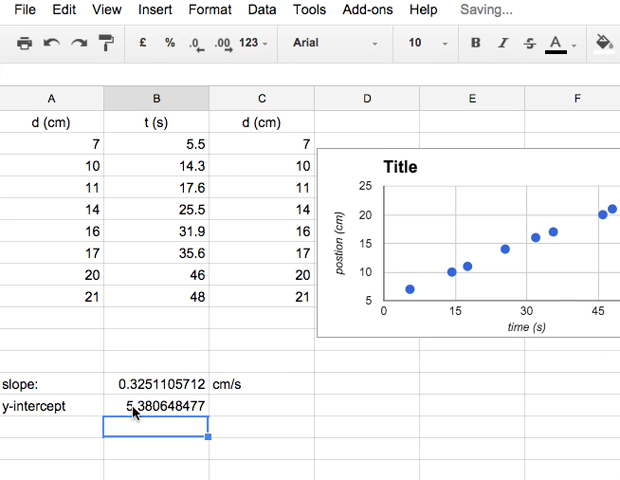 File Edit View Insert Format Data Tools Add-ons Help Saving...
£ % .0 .00 123 Arial 10 B I S A
A B C D E F
d (cm) t (s) d (cm)
7 5.5 7
10 14.3 10
11 17.6 11
14 25.5 14
16 31.9 16
17 35.6 17
20 46 20
21 48 21
Title
postion (cm)
25
20
15
10
5
0 15 30 45
time (s)
slope: 0.3251105712 cm/s
y-intercept 5.380648477